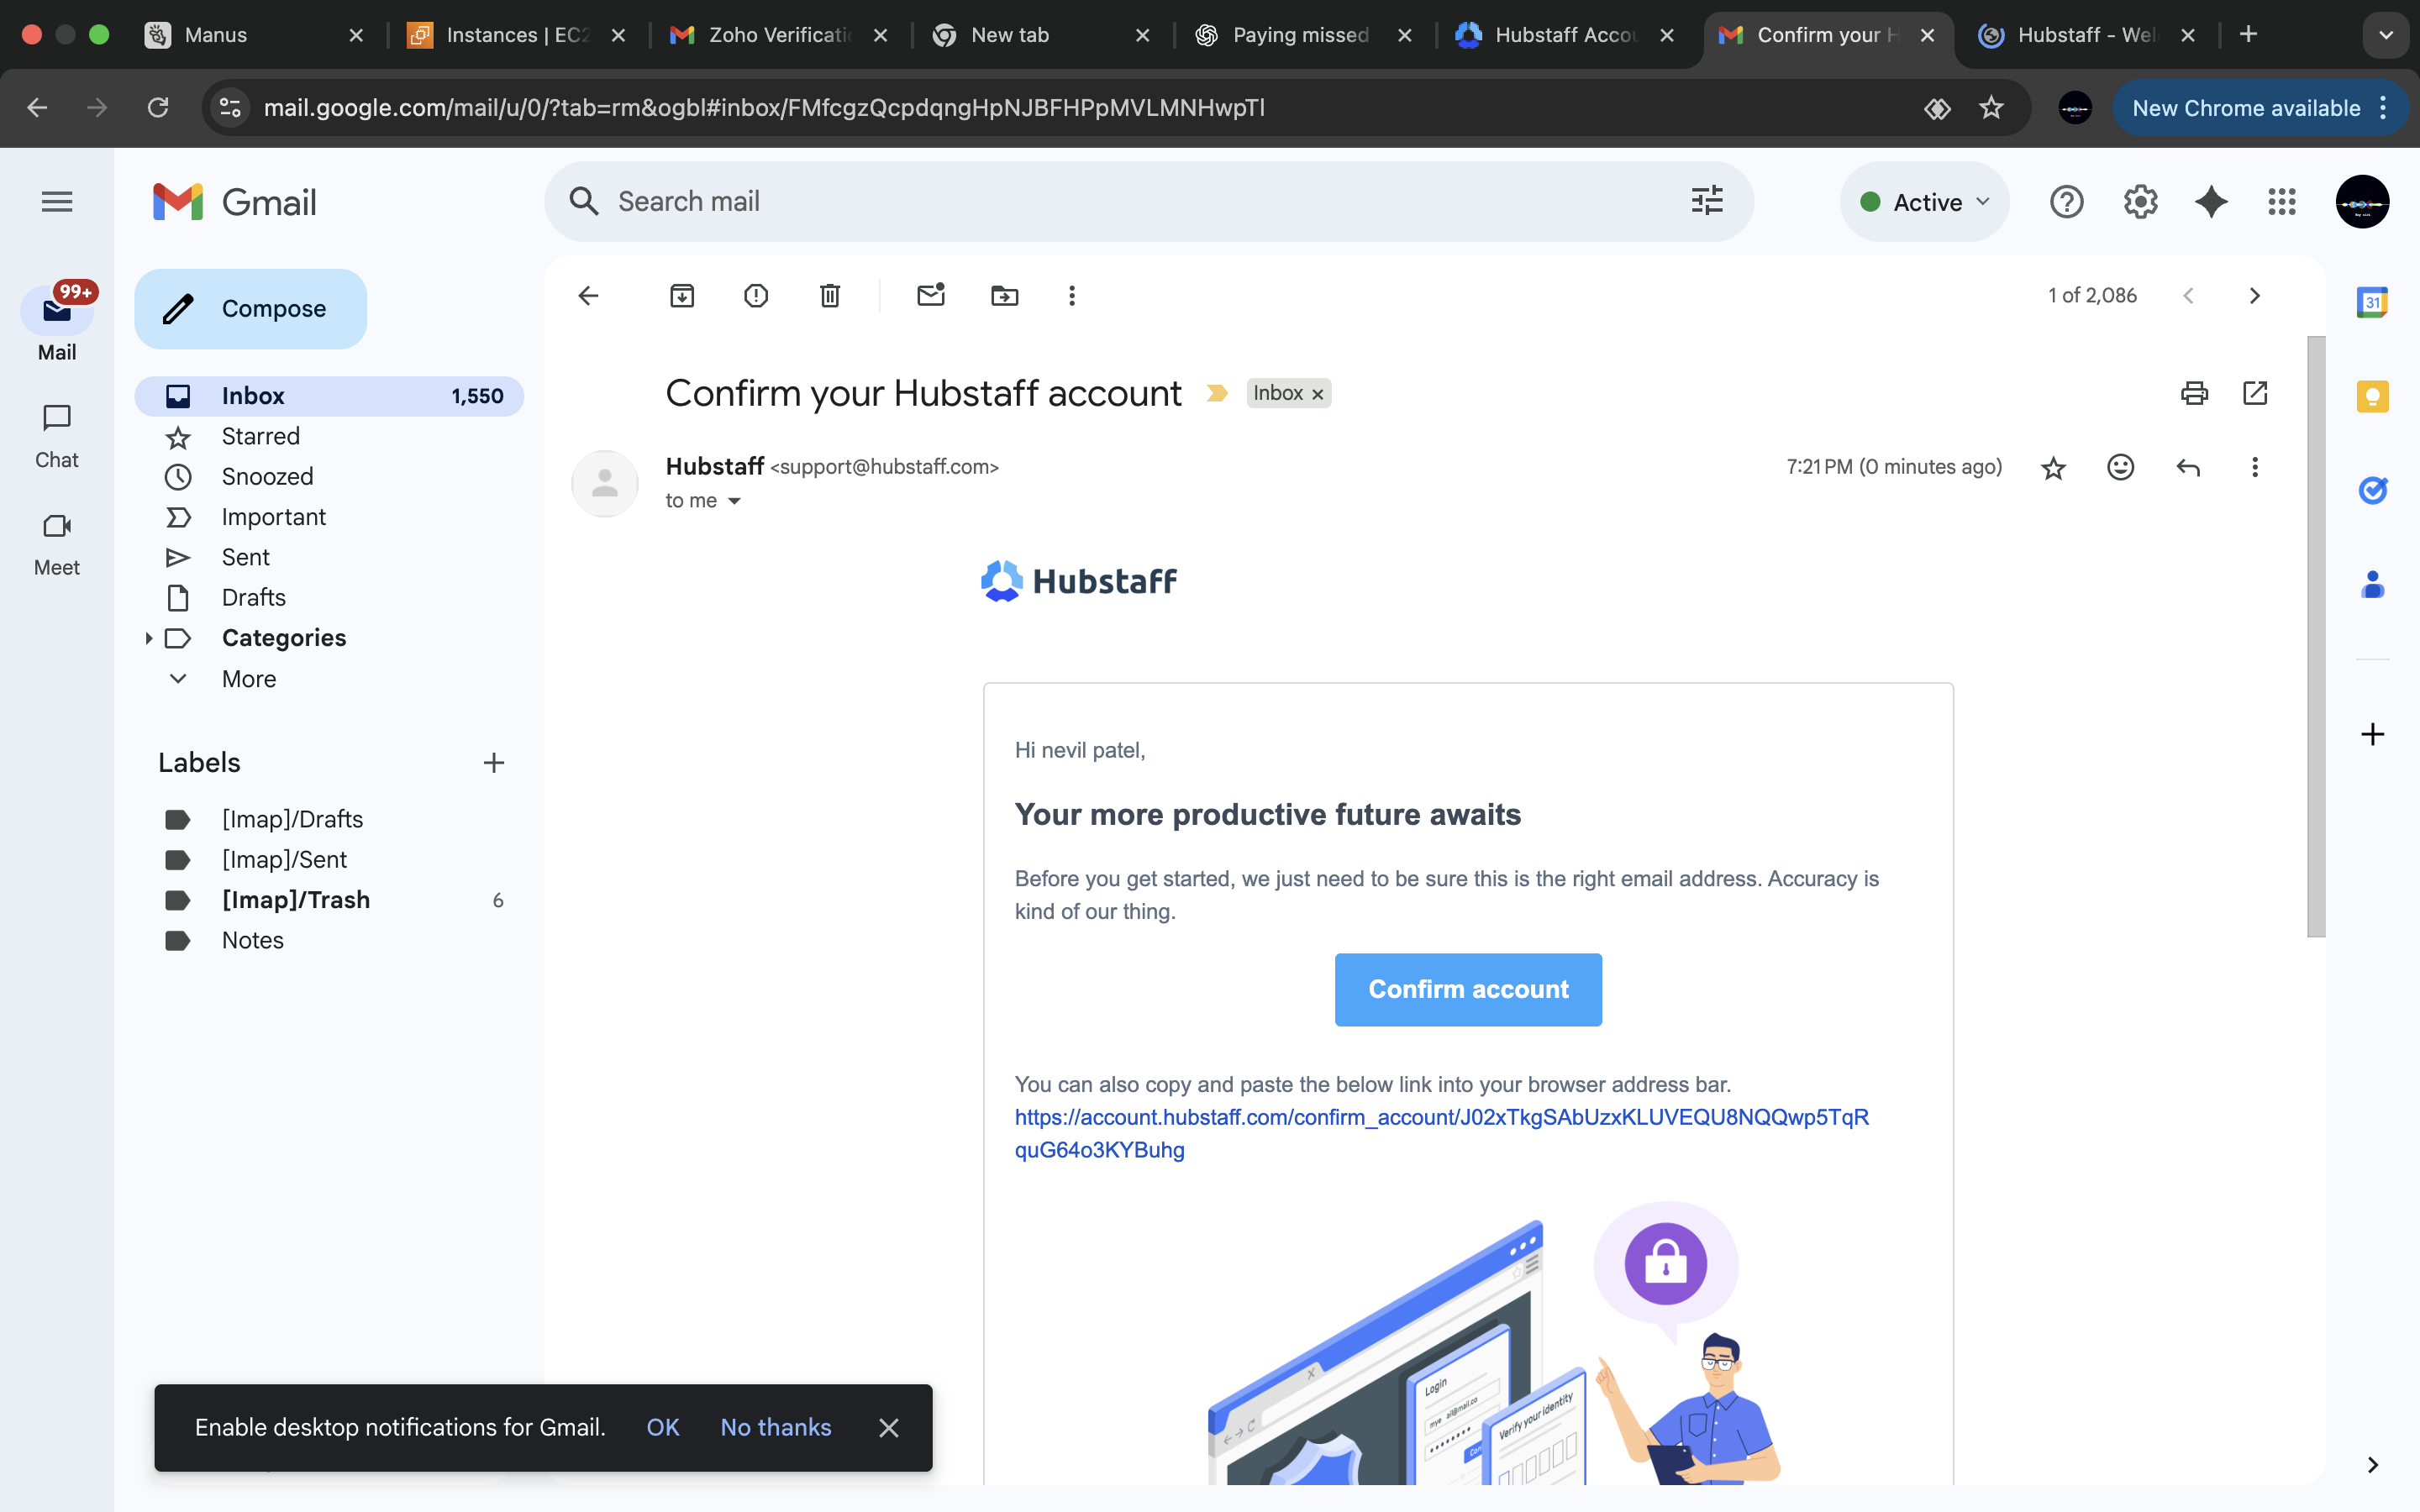 Manus
Instances | EC2
Zoho Verificatio
New tab
Paying missed
Hubstaff Accou
Confirm your H
Hubstaff - Wel
mail.google.com/mail/u/0/?tab=rm&ogbl#inbox/FMfcgzQcpdqngHpNJBFHPpMVLMNHwpTl
New Chrome available
Gmail
Search mail
Active
99+
Mail
Chat
Meet
Compose
Inbox 1,550
Starred
Snoozed
Important
Sent
Drafts
Categories
More
Labels
[Imap]/Drafts
[Imap]/Sent
[Imap]/Trash 6
Notes
1 of 2,086
31
Confirm your Hubstaff account
Inbox ×
Hubstaff <support@hubstaff.com>
7:21 PM (0 minutes ago)
to me
Hubstaff
Hi nevil patel,
Your more productive future awaits
Before you get started, we just need to be sure this is the right email address. Accuracy is
kind of our thing.
Confirm account
You can also copy and paste the below link into your browser address bar.
https://account.hubstaff.com/confirm_account/J02xTkgSAbUzxKLUVEQU8NQQwp5TqR
quG64o3KYBuhg
Login
Verify your identity
Enable desktop notifications for Gmail.
OK
No thanks